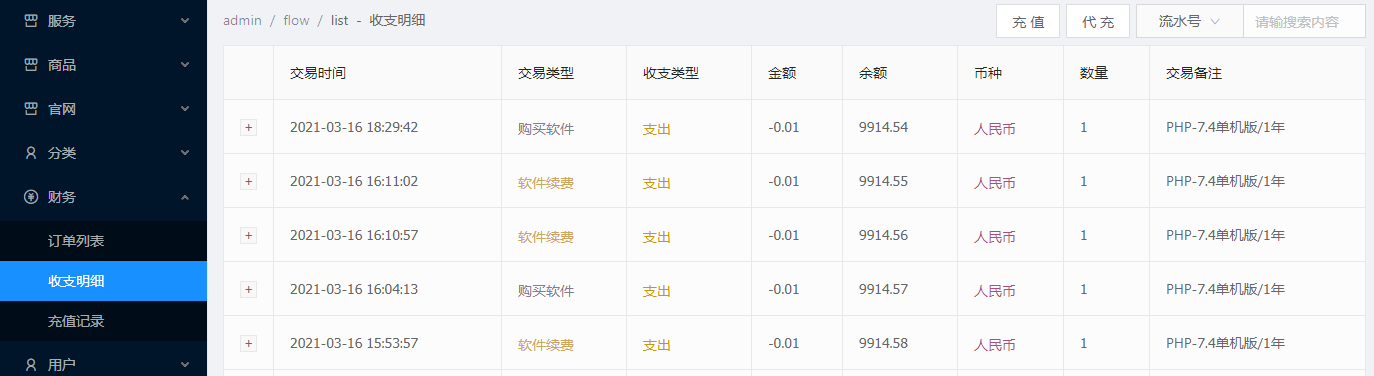 服务
商品
官网
分类
财务
订单列表
收支明细
充值记录
用户
admin / flow / list - 收支明细
充 值
代 充
流水号
请输搜索内容
交易时间 交易类型 收支类型 金额 余额 币种 数量 交易备注
+ 2021-03-16 18:29:42 购买软件 支出 -0.01 9914.54 人民币 1 PHP-7.4单机版/1年
+ 2021-03-16 16:11:02 软件续费 支出 -0.01 9914.55 人民币 1 PHP-7.4单机版/1年
+ 2021-03-16 16:10:57 软件续费 支出 -0.01 9914.56 人民币 1 PHP-7.4单机版/1年
+ 2021-03-16 16:04:13 购买软件 支出 -0.01 9914.57 人民币 1 PHP-7.4单机版/1年
+ 2021-03-16 15:53:57 软件续费 支出 -0.01 9914.58 人民币 1 PHP-7.4单机版/1年